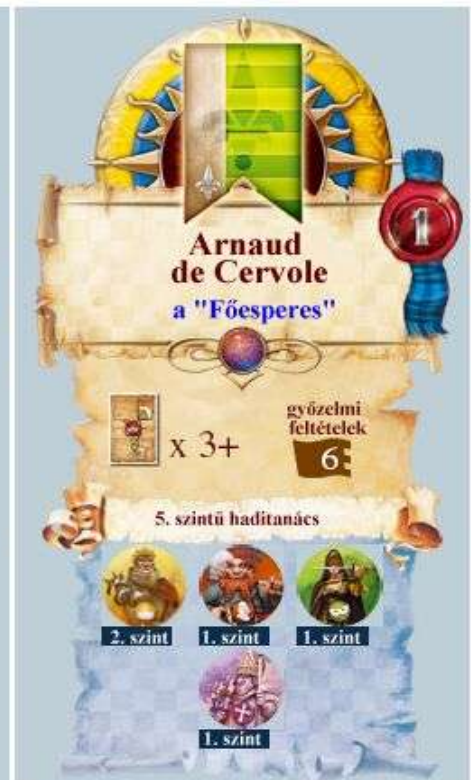 1
Arnaud
de Cervole
a "Főesperes"
x 3+
győzelmi
feltételek
6
5. szintű haditanács
2. szint
1. szint
1. szint
1. szint